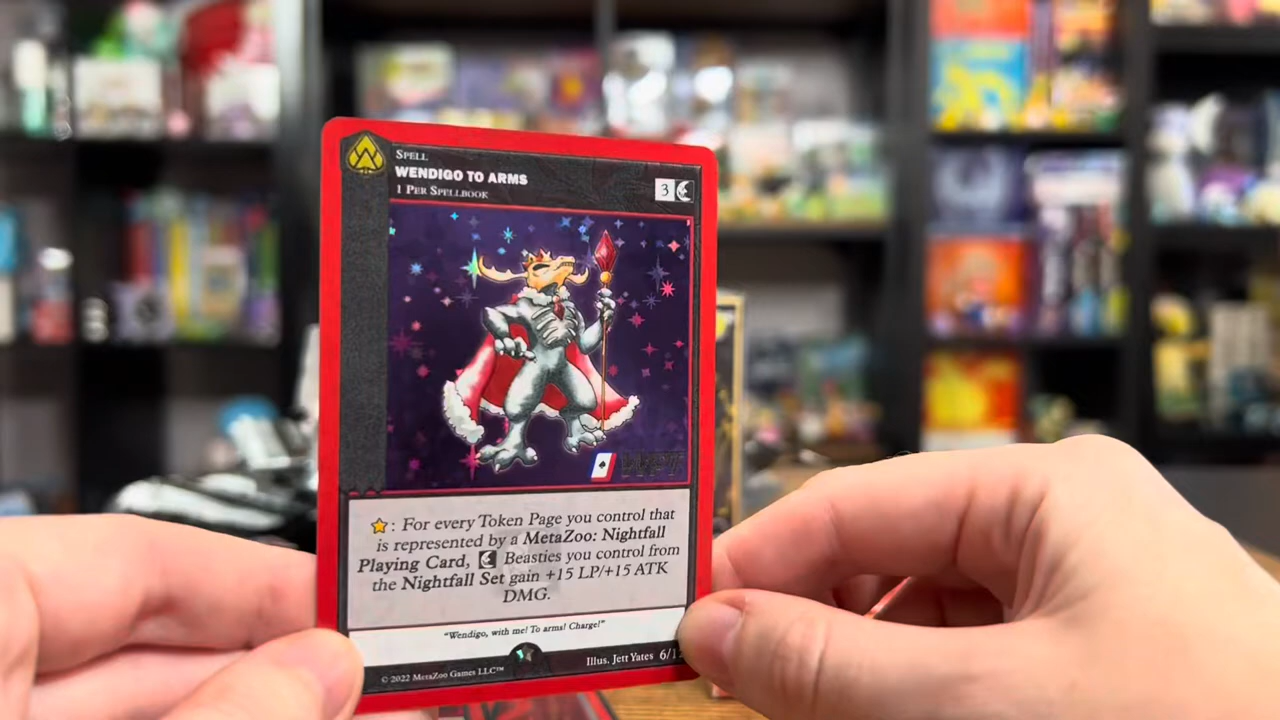 SPELL
WENDIGO TO ARMS
1 PER SPELLBOOK
3
: For every Token Page you control that
is represented by a MetaZoo: Nightfall
Playing Card, Beasties you control from
the Nightfall Set gain +15 LP/+15 ATK
DMG.
"Wendigo, with me! To arms! Charge!"
© 2022 MetaZoo Games LLC™
Illus. Jett Yates 6/1